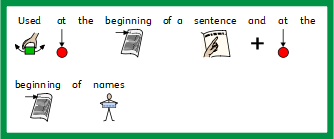 Used at the beginning of a sentence and at the
beginning of names